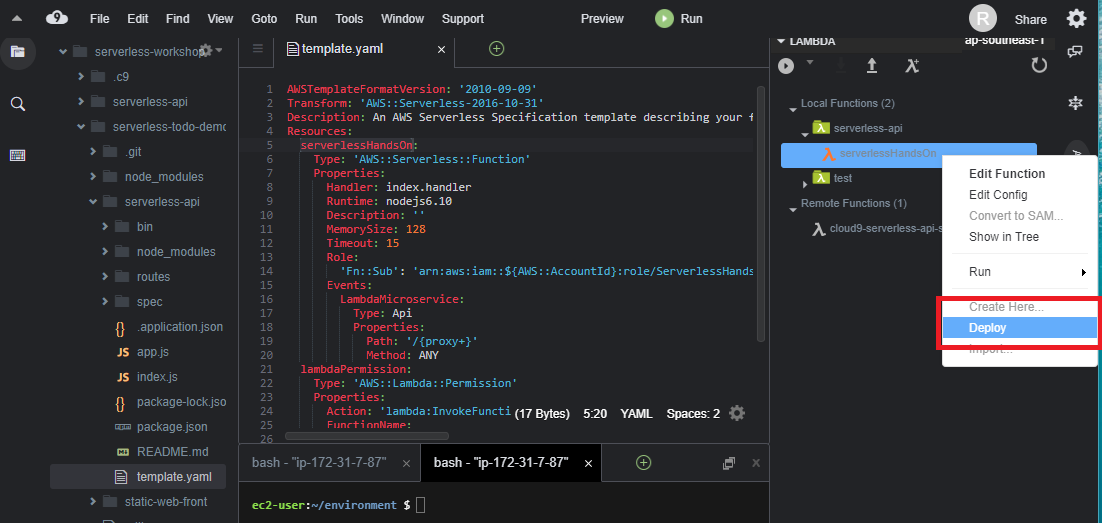 File Edit Find View Goto Run Tools Window Support Preview Run R Share
serverless-workshop
.c9
serverless-api
serverless-todo-demo
.git
node_modules
serverless-api
bin
node_modules
routes
spec
.application.json
app.js
index.js
package-lock.jso
package.json
README.md
template.yaml
static-web-front
template.yaml
1 AWSTemplateFormatVersion: '2010-09-09'
2 Transform: 'AWS::Serverless-2016-10-31'
3 Description: An AWS Serverless Specification template describing your f
4 Resources:
5 serverlessHandsOn:
6 Type: 'AWS::Serverless::Function'
7 Properties:
8 Handler: index.handler
9 Runtime: nodejs6.10
10 Description: ''
11 MemorySize: 128
12 Timeout: 15
13 Role:
14 'Fn::Sub': 'arn:aws:iam::${AWS::AccountId}:role/ServerlessHands
15 Events:
16 LambdaMicroservice:
17 Type: Api
18 Properties:
19 Path: '/{proxy+}'
20 Method: ANY
21 lambdaPermission:
22 Type: 'AWS::Lambda::Permission'
23 Properties:
24 Action: 'lambda:InvokeFuncti
25 FunctionName:
26
(17 Bytes) 5:20 YAML Spaces: 2
bash - "ip-172-31-7-87" bash - "ip-172-31-7-87"
ec2-user:~/environment $
LAMBDA ap-southeast-1
Local Functions (2)
serverless-api
serverlessHandsOn
test
Remote Functions (1)
cloud9-serverless-api-s
Edit Function
Edit Config
Convert to SAM...
Show in Tree
Run
Create Here...
Deploy
Import...